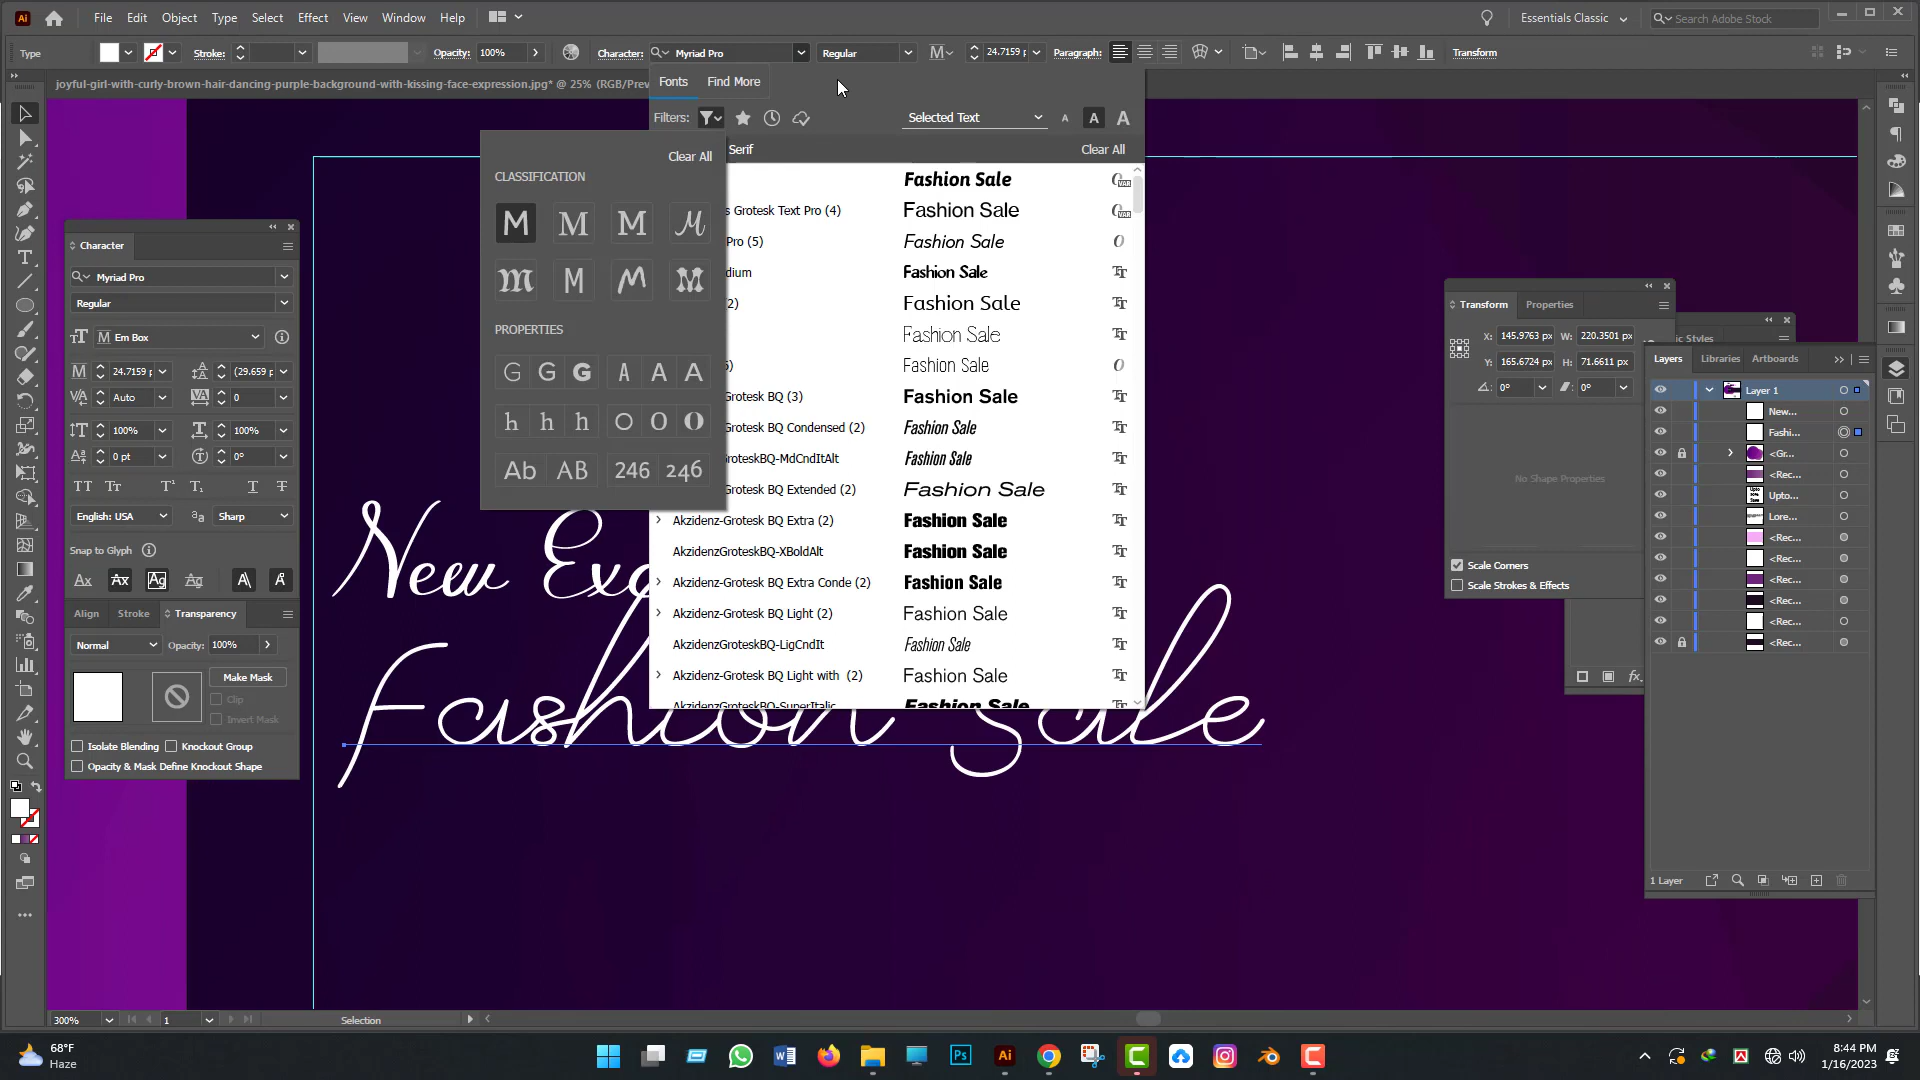 Ai File Edit Object Type Select Effect View Window Help Essentials Classic Search Adobe Stock
Type Stroke: Opacity: 100% Character: Myriad Pro Regular 24.7159 p Paragraph: Transform
joyful-girl-with-curly-brown-hair-dancing-purple-background-with-kissing-face-expression.jpg* @ 25% (RGB/Prev
Fonts Find More
Filters: Selected Text A A A
Serif Clear All
Clear All
CLASSIFICATION
M M M M
M M M M
PROPERTIES
G G G A A A
h h h O O O
Ab AB 246 246
Fashion Sale
s Grotesk Text Pro (4) Fashion Sale
Pro (5) Fashion Sale
dium Fashion Sale
(2) Fashion Sale
Fashion Sale
) Fashion Sale
otesk BQ (3) Fashion Sale
otesk BQ Condensed (2) Fashion Sale
roteskBQ-MdCndItAlt Fashion Sale
otesk BQ Extended (2) Fashion Sale
Akzidenz-Grotesk BQ Extra (2) Fashion Sale
AkzidenzGroteskBQ-XBoldAlt Fashion Sale
Akzidenz-Grotesk BQ Extra Conde (2) Fashion Sale
Akzidenz-Grotesk BQ Light (2) Fashion Sale
AkzidenzGroteskBQ-LigCndIt Fashion Sale
Akzidenz-Grotesk BQ Light with (2) Fashion Sale
AkzidenzGroteskBQ-SuperItalic Fashion Sale
Character
Myriad Pro
Regular
Em Box
24.7159 p (29.659 p
Auto 0
100% 100%
0 pt 0°
English: USA Sharp
Snap to Glyph
Align Stroke Transparency
Normal Opacity: 100%
Make Mask
Clip
Invert Mask
Isolate Blending Knockout Group
Opacity & Mask Define Knockout Shape
New Exc
Fashion Sale
Transform Properties
X: 145.9763 px W: 220.3501 px
Y: 165.6724 px H: 71.6611 px
0° 0°
No Shape Properties
Scale Corners
Scale Strokes & Effects
ic Styles
Layers Libraries Artboards
Layer 1
New...
Fashi...
<Gr...
<Rec...
Upto...
Lore...
<Rec...
<Rec...
<Rec...
<Rec...
<Rec...
<Rec...
1 Layer
300% 1 Selection
68°F
Haze
8:44 PM
1/16/2023